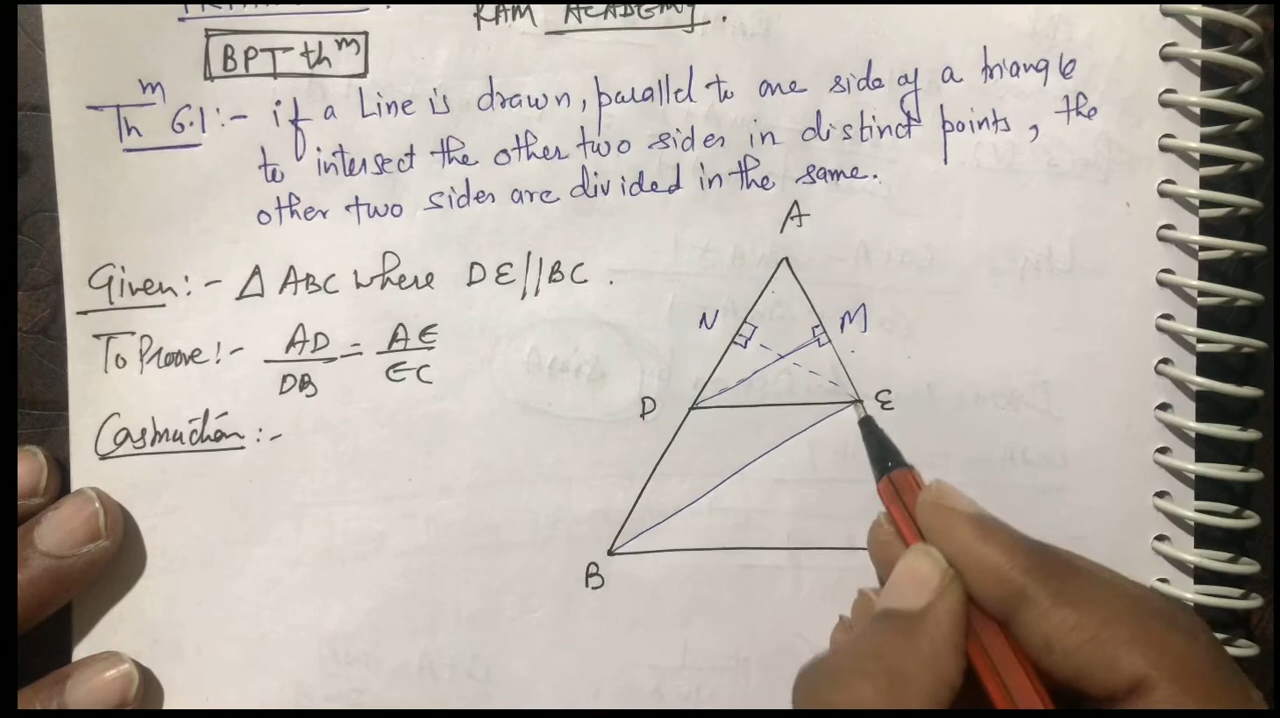 RAM ACADEMY.
BPT thm
Thm 6.1:- if a Line is drawn, parallel to one side of a triangle
to intersect the other two sides in distinct points, the
other two sides are divided in the same.
Given:- Δ ABC where DE||BC.
To Prove:- AD/DB = AE/EC
Costruction:-
A
N M
D E
B